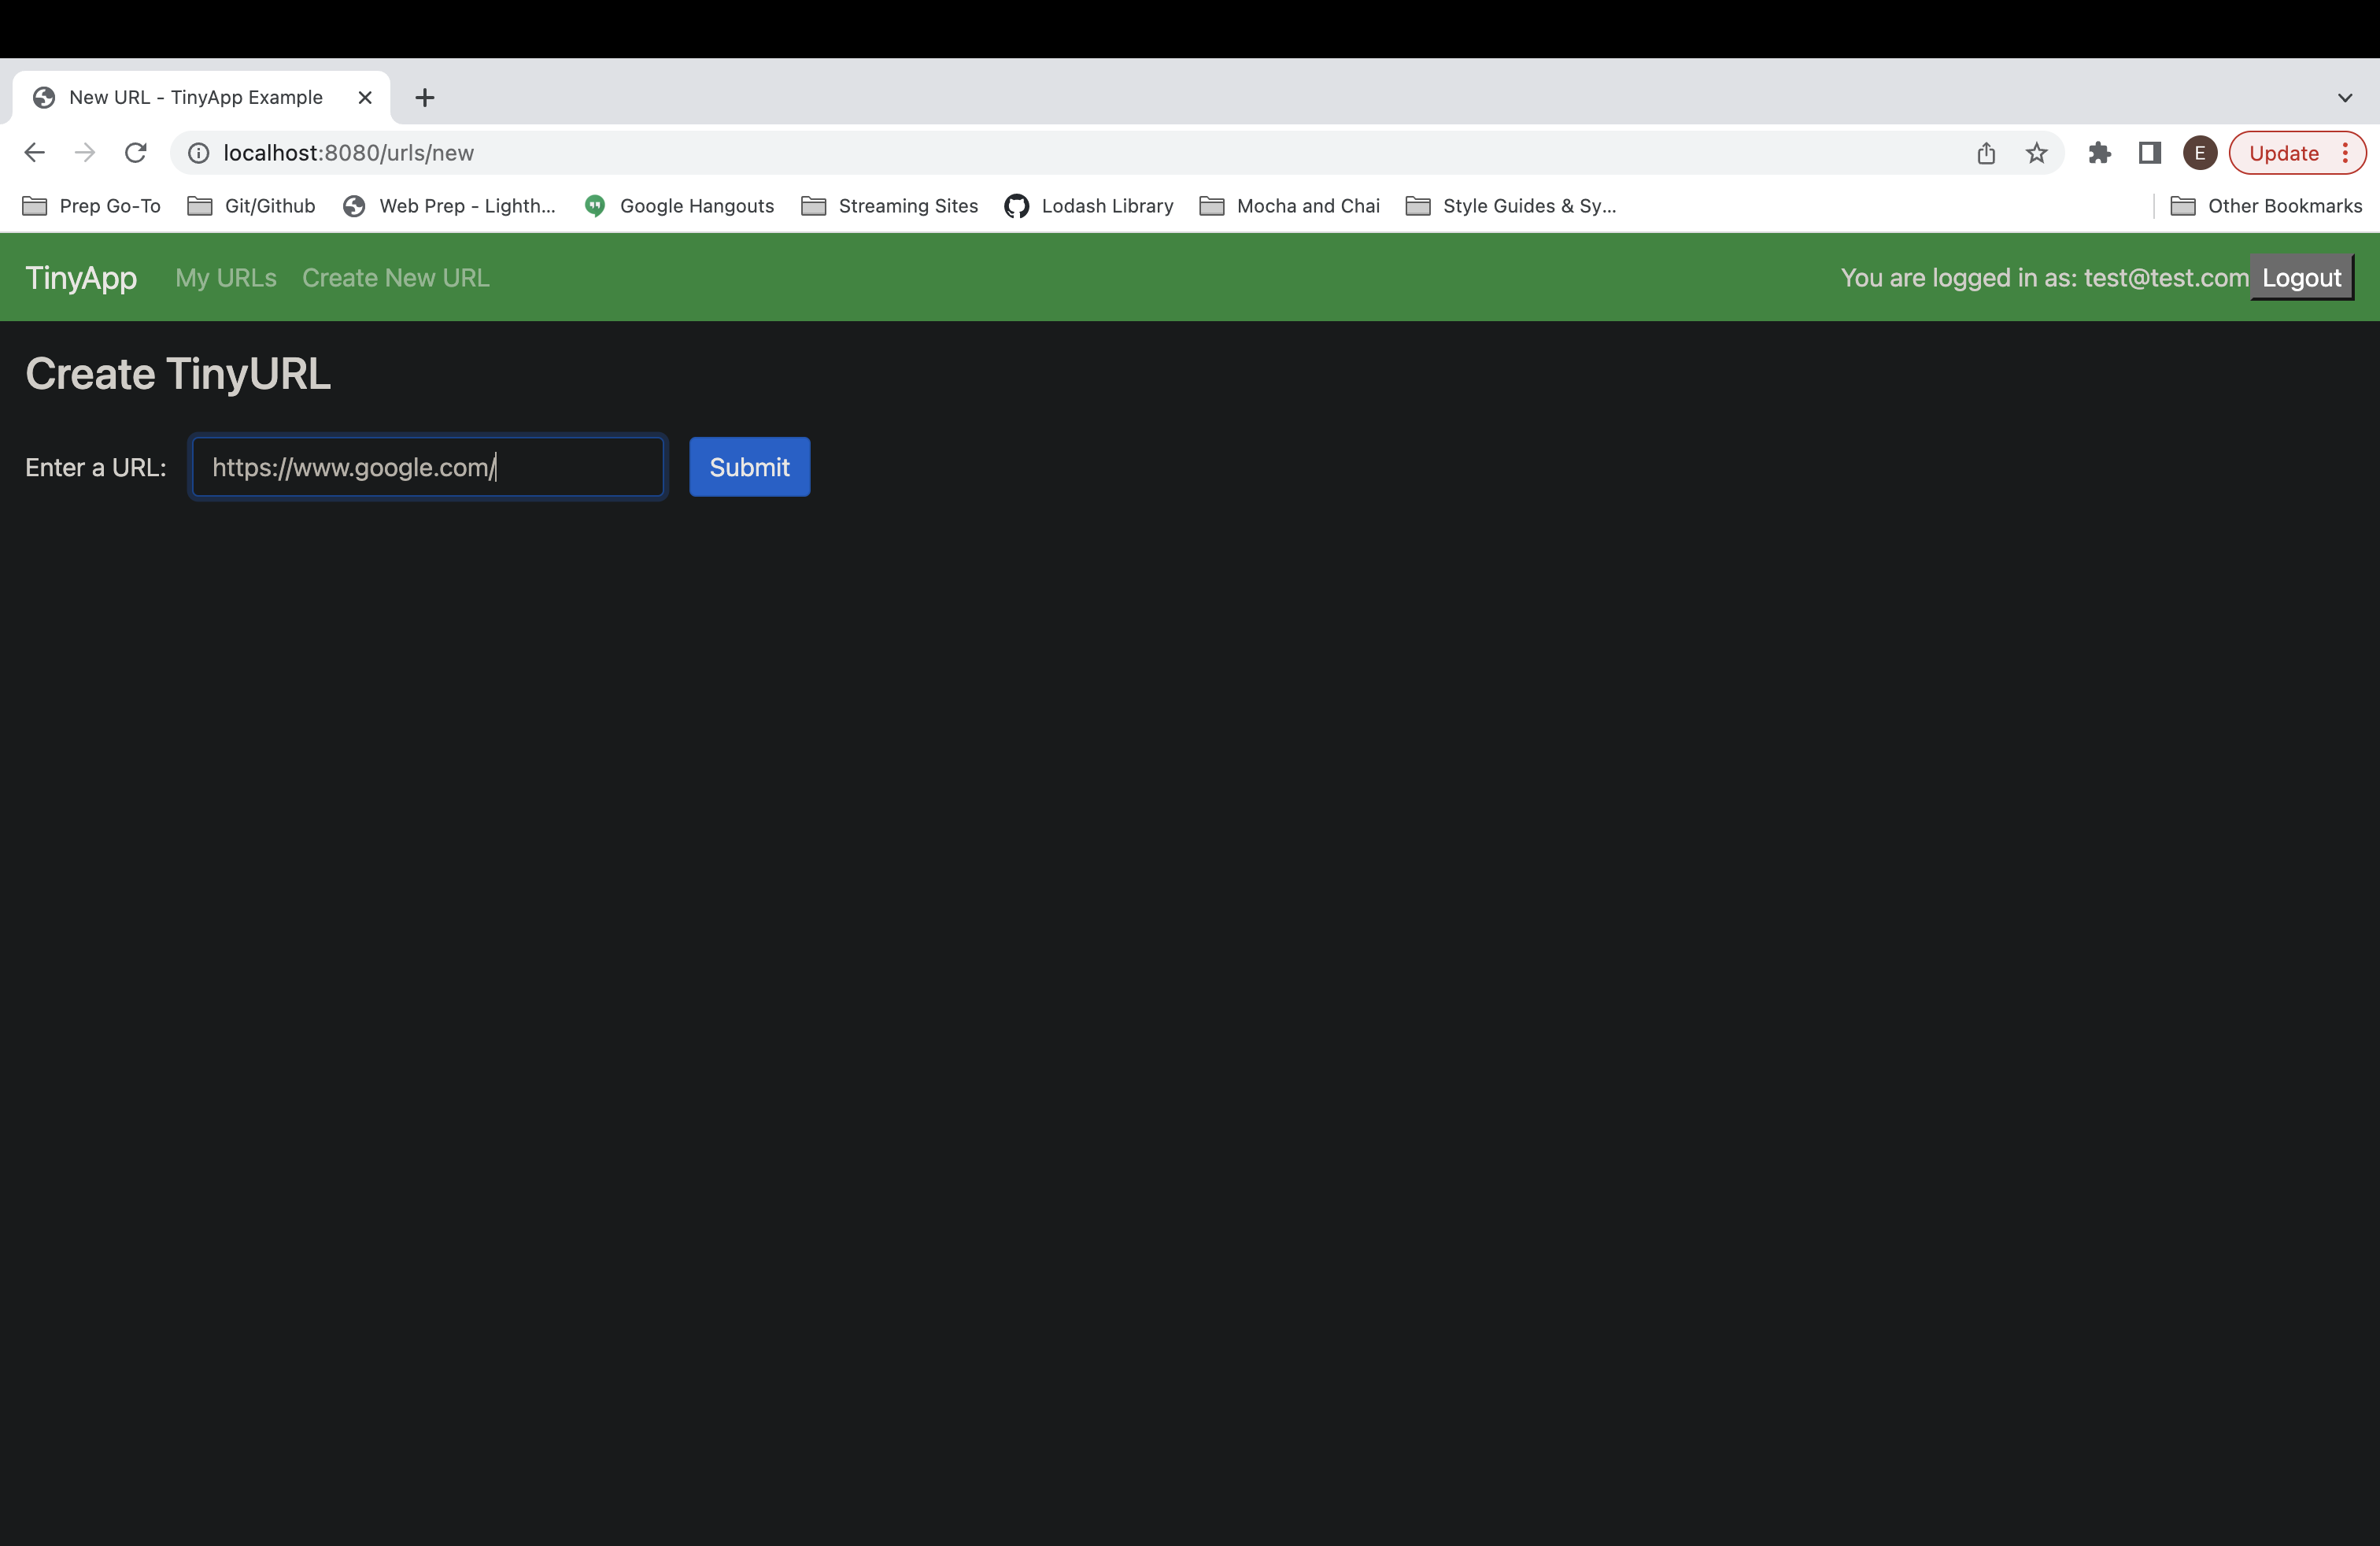 New URL - TinyApp Example
localhost:8080/urls/new
E
Update
Prep Go-To
Git/Github
Web Prep - Lighth...
Google Hangouts
Streaming Sites
Lodash Library
Mocha and Chai
Style Guides & Sy...
Other Bookmarks
TinyApp
My URLs
Create New URL
You are logged in as: test@test.com
Logout
Create TinyURL
Enter a URL:
https://www.google.com/
Submit